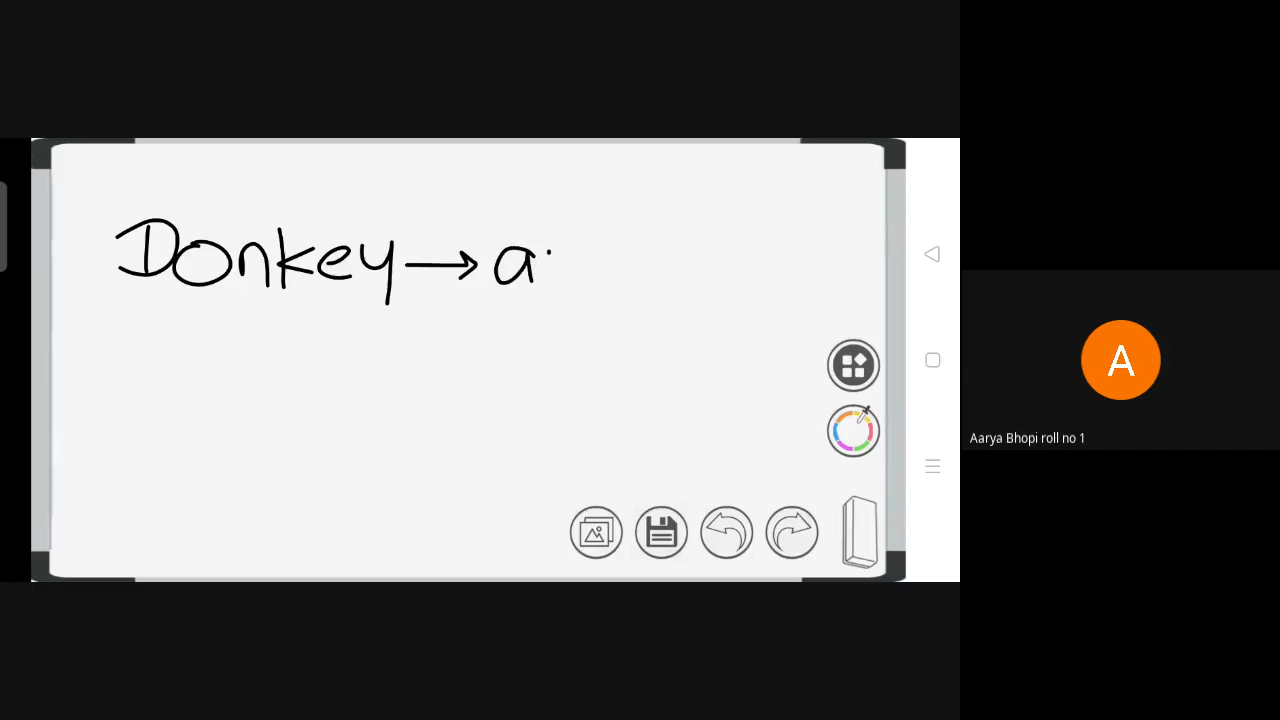 Donkey → a
A
Aarya Bhopi roll no 1